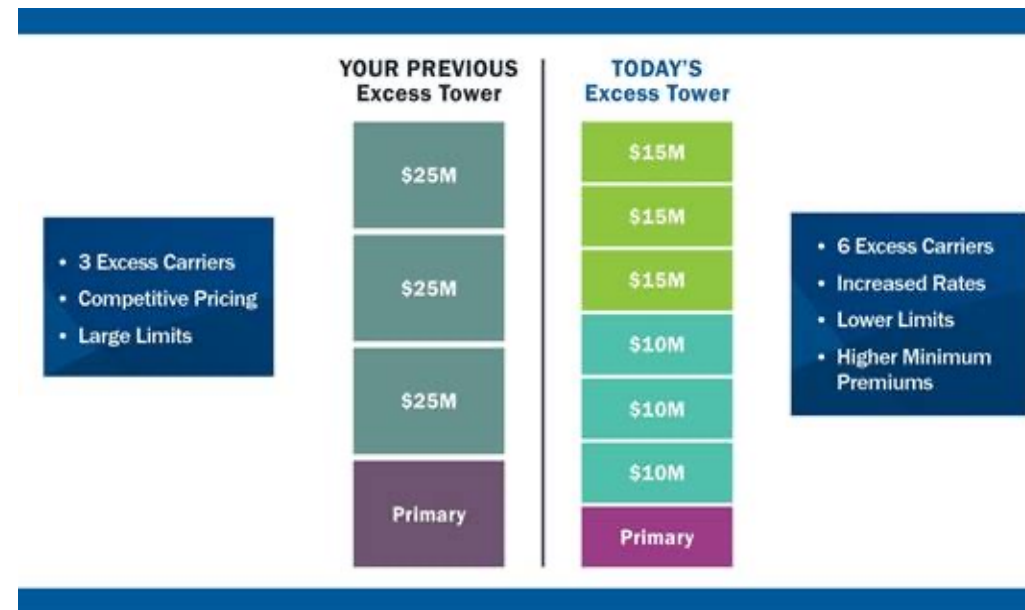 YOUR PREVIOUS
Excess Tower
$25M
$25M
$25M
Primary
• 3 Excess Carriers
• Competitive Pricing
• Large Limits
TODAY'S
Excess Tower
$15M
$15M
$15M
$10M
$10M
$10M
Primary
• 6 Excess Carriers
• Increased Rates
• Lower Limits
• Higher Minimum
Premiums